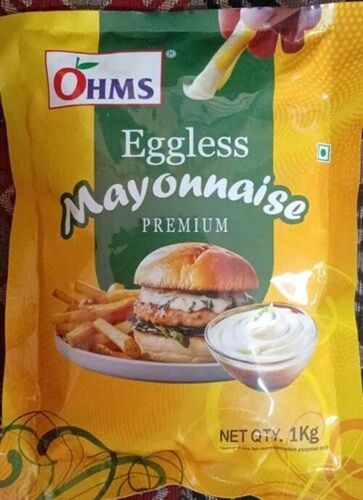 OHMS®
Eggless
Mayonnaise
PREMIUM
NET QTY. 1Kg